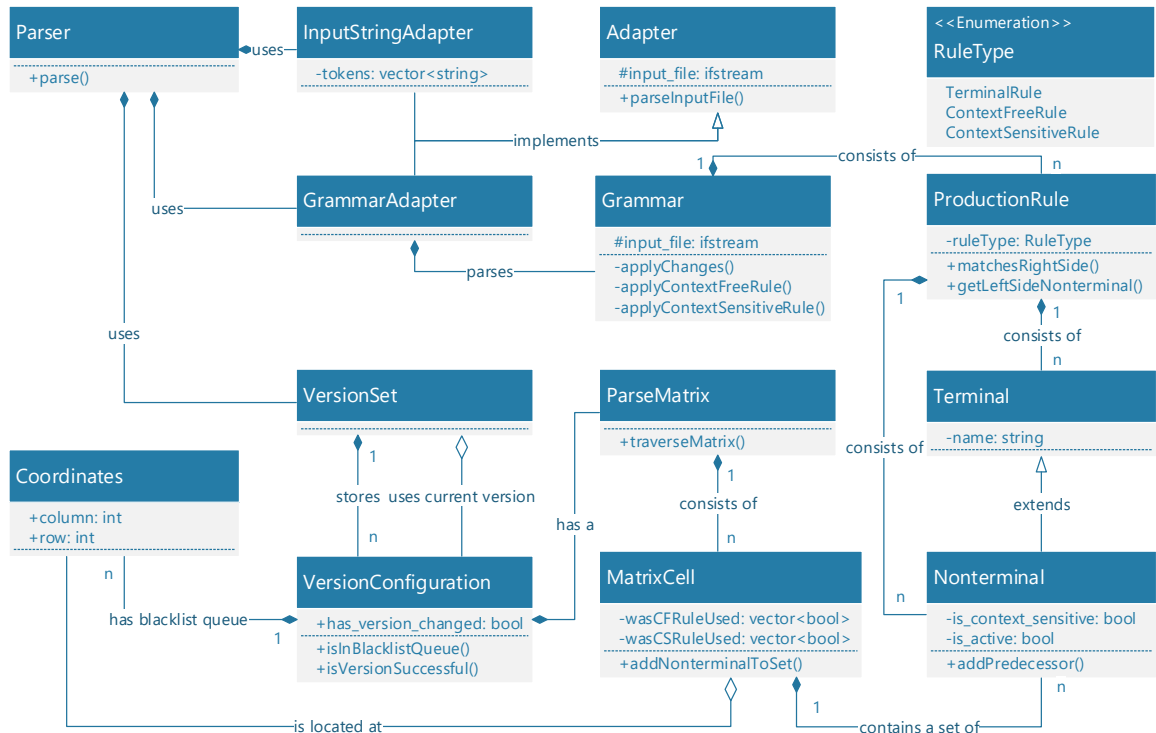 Parser
+parse()
uses
InputStringAdapter
-tokens: vector<string>
Adapter
#input_file: ifstream
+parseInputFile()
<<Enumeration>>
RuleType
TerminalRule
ContextFreeRule
ContextSensitiveRule
implements
consists of
1
n
uses
GrammarAdapter
parses
Grammar
#input_file: ifstream
-applyChanges()
-applyContextFreeRule()
-applyContextSensitiveRule()
ProductionRule
-ruleType: RuleType
+matchesRightSide()
+getLeftSideNonterminal()
1
1
consists of
n
uses
VersionSet
ParseMatrix
+traverseMatrix()
Terminal
-name: string
consists of
1
stores
uses current version
n
1
consists of
n
has a
extends
Coordinates
+column: int
+row: int
n
has blacklist queue
1
VersionConfiguration
+has_version_changed: bool
+isInBlacklistQueue()
+isVersionSuccessful()
MatrixCell
-wasCFRuleUsed: vector<bool>
-wasCSRuleUsed: vector<bool>
+addNonterminalToSet()
n
Nonterminal
-is_context_sensitive: bool
-is_active: bool
+addPredecessor()
is located at
1
contains a set of
n